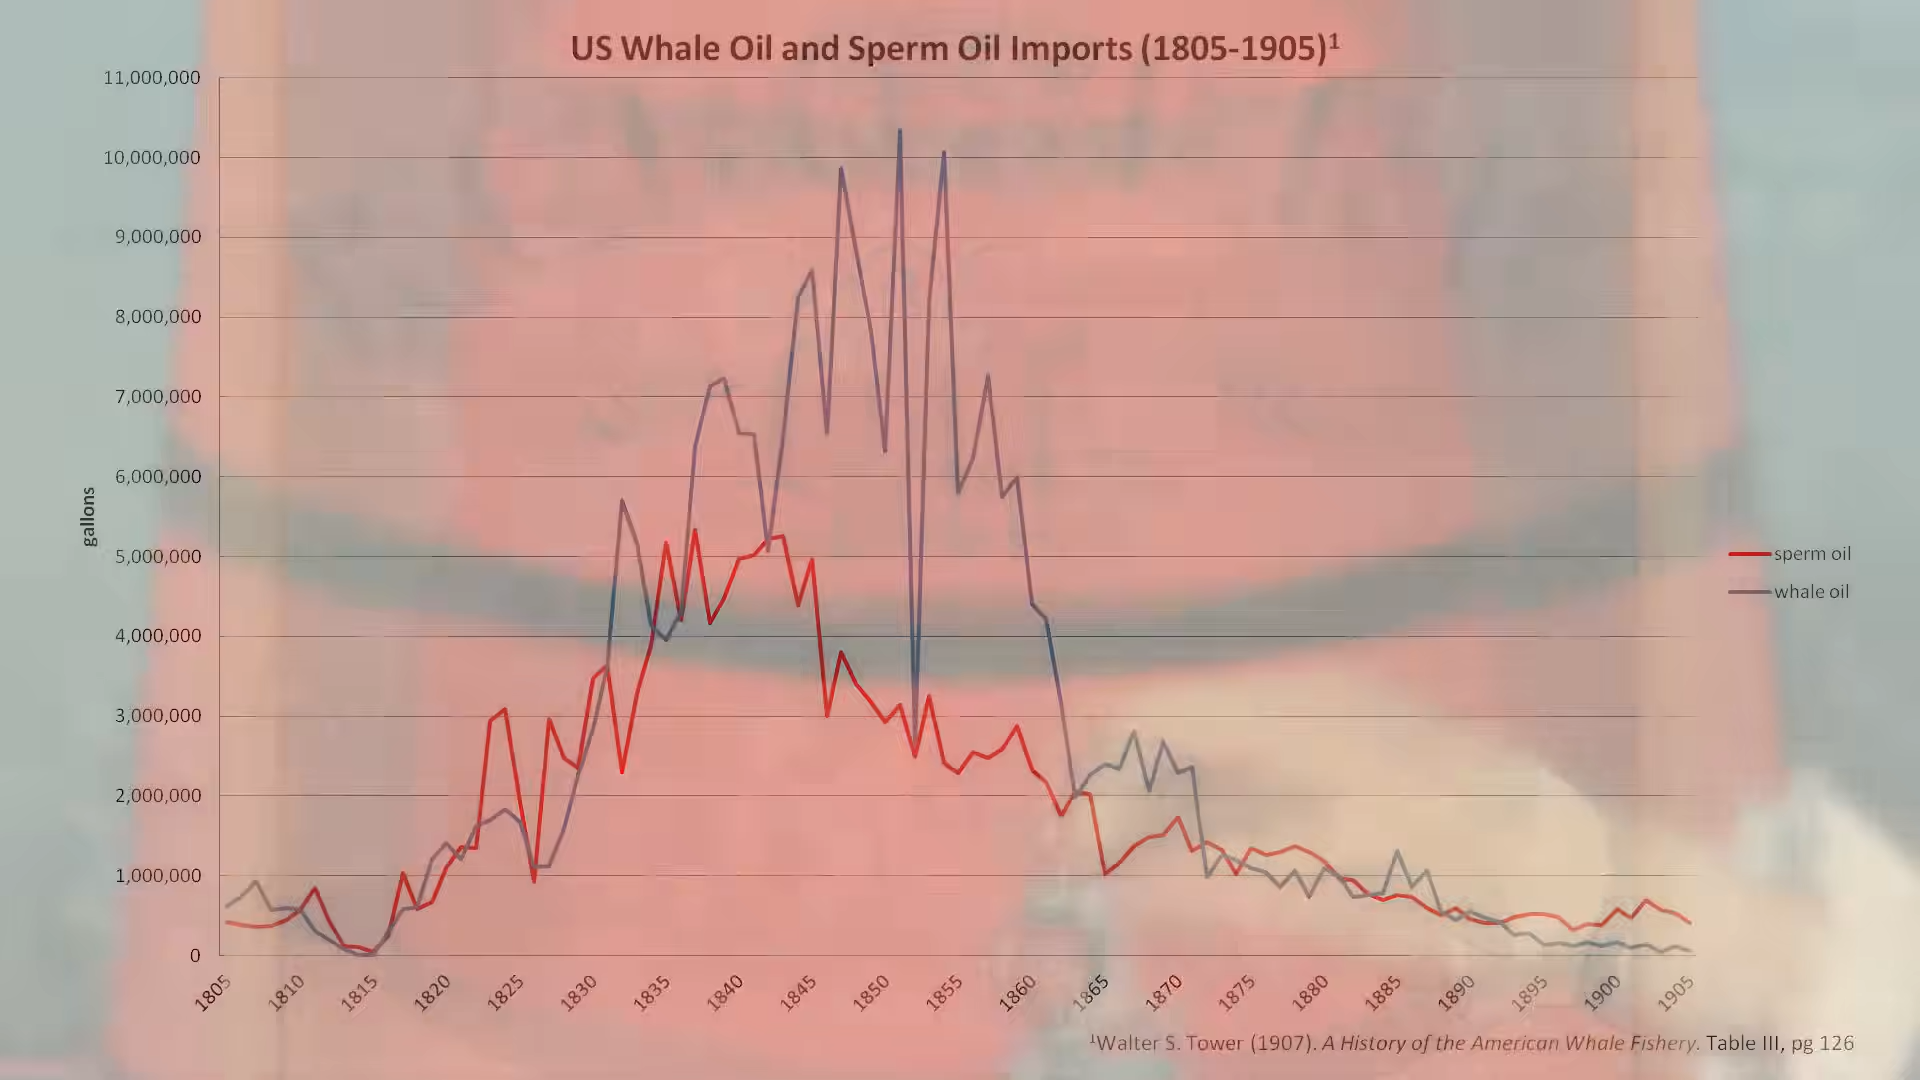 US Whale Oil and Sperm Oil Imports (1805-1905)¹
11,000,000
10,000,000
9,000,000
8,000,000
7,000,000
6,000,000
5,000,000
4,000,000
3,000,000
2,000,000
1,000,000
0
gallons
sperm oil
whale oil
1805 1810 1815 1820 1825 1830 1835 1840 1845 1850 1855 1860 1865 1870 1875 1880 1885 1890 1895 1900 1905
¹Walter S. Tower (1907). A History of the American Whale Fishery. Table III, pg 126